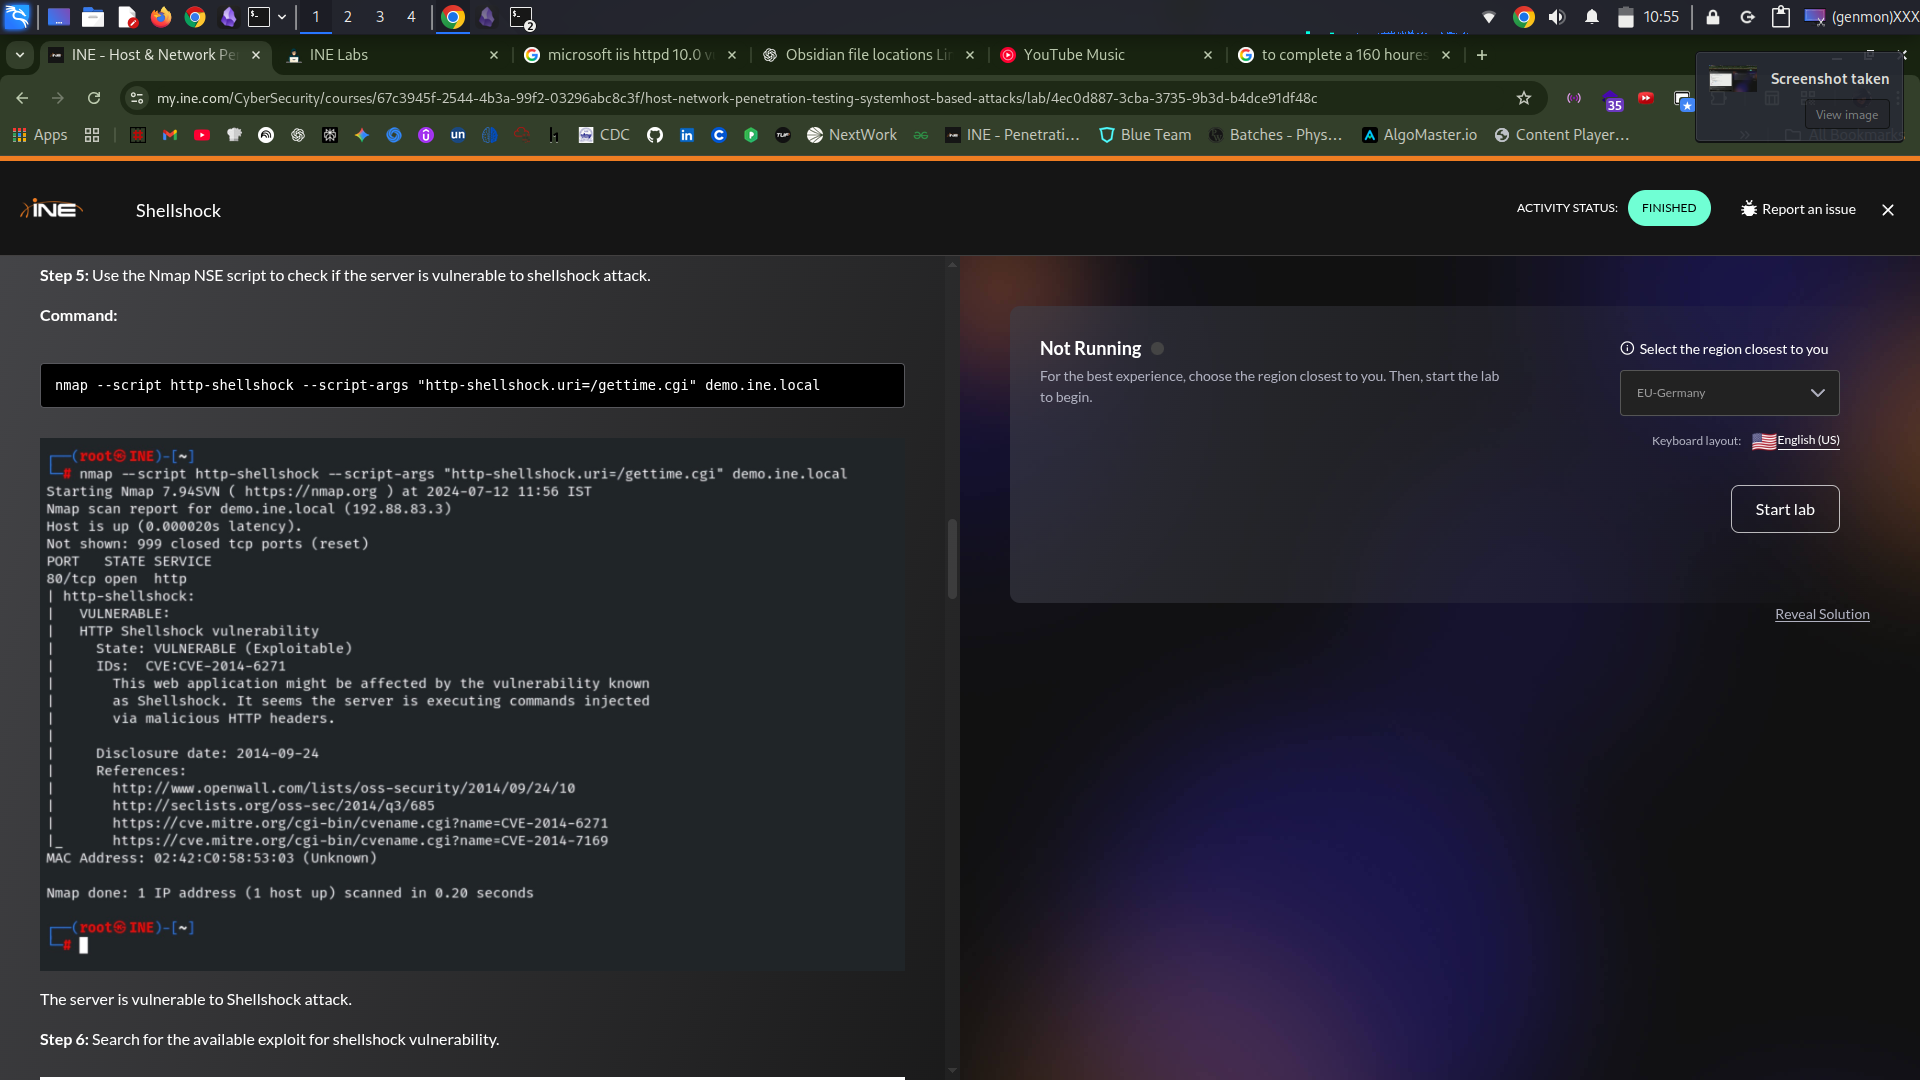 1
2
3
4
2
10:55
(genmon)XXX
INE - Host & Network Pe
INE Labs
microsoft iis httpd 10.0 v
Obsidian file locations Lin
YouTube Music
to complete a 160 houres
Screenshot taken
View image
my.ine.com/CyberSecurity/courses/67c3945f-2544-4b3a-99f2-03296abc8c3f/host-network-penetration-testing-systemhost-based-attacks/lab/4ec0d887-3cba-3735-9b3d-b4dce91df48c
35
Apps
CDC
NextWork
INE - Penetrati...
Blue Team
Batches - Phys...
AlgoMaster.io
Content Player...
All Bookmarks
INE
Shellshock
ACTIVITY STATUS:
FINISHED
Report an issue
Step 5: Use the Nmap NSE script to check if the server is vulnerable to shellshock attack.
Command:
nmap --script http-shellshock --script-args "http-shellshock.uri=/gettime.cgi" demo.ine.local
(root㉿INE)-[~]
# nmap --script http-shellshock --script-args "http-shellshock.uri=/gettime.cgi" demo.ine.local
Starting Nmap 7.94SVN ( https://nmap.org ) at 2024-07-12 11:56 IST
Nmap scan report for demo.ine.local (192.88.83.3)
Host is up (0.000020s latency).
Not shown: 999 closed tcp ports (reset)
PORT   STATE SERVICE
80/tcp open  http
| http-shellshock:
|   VULNERABLE:
|   HTTP Shellshock vulnerability
|     State: VULNERABLE (Exploitable)
|     IDs:  CVE:CVE-2014-6271
|       This web application might be affected by the vulnerability known
|       as Shellshock. It seems the server is executing commands injected
|       via malicious HTTP headers.
|
|     Disclosure date: 2014-09-24
|     References:
|       http://www.openwall.com/lists/oss-security/2014/09/24/10
|       http://seclists.org/oss-sec/2014/q3/685
|       https://cve.mitre.org/cgi-bin/cvename.cgi?name=CVE-2014-6271
|_      https://cve.mitre.org/cgi-bin/cvename.cgi?name=CVE-2014-7169
MAC Address: 02:42:C0:58:53:03 (Unknown)
Nmap done: 1 IP address (1 host up) scanned in 0.20 seconds
(root㉿INE)-[~]
#
The server is vulnerable to Shellshock attack.
Step 6: Search for the available exploit for shellshock vulnerability.
Not Running
For the best experience, choose the region closest to you. Then, start the lab
to begin.
Select the region closest to you
EU-Germany
Keyboard layout:
English (US)
Start lab
Reveal Solution